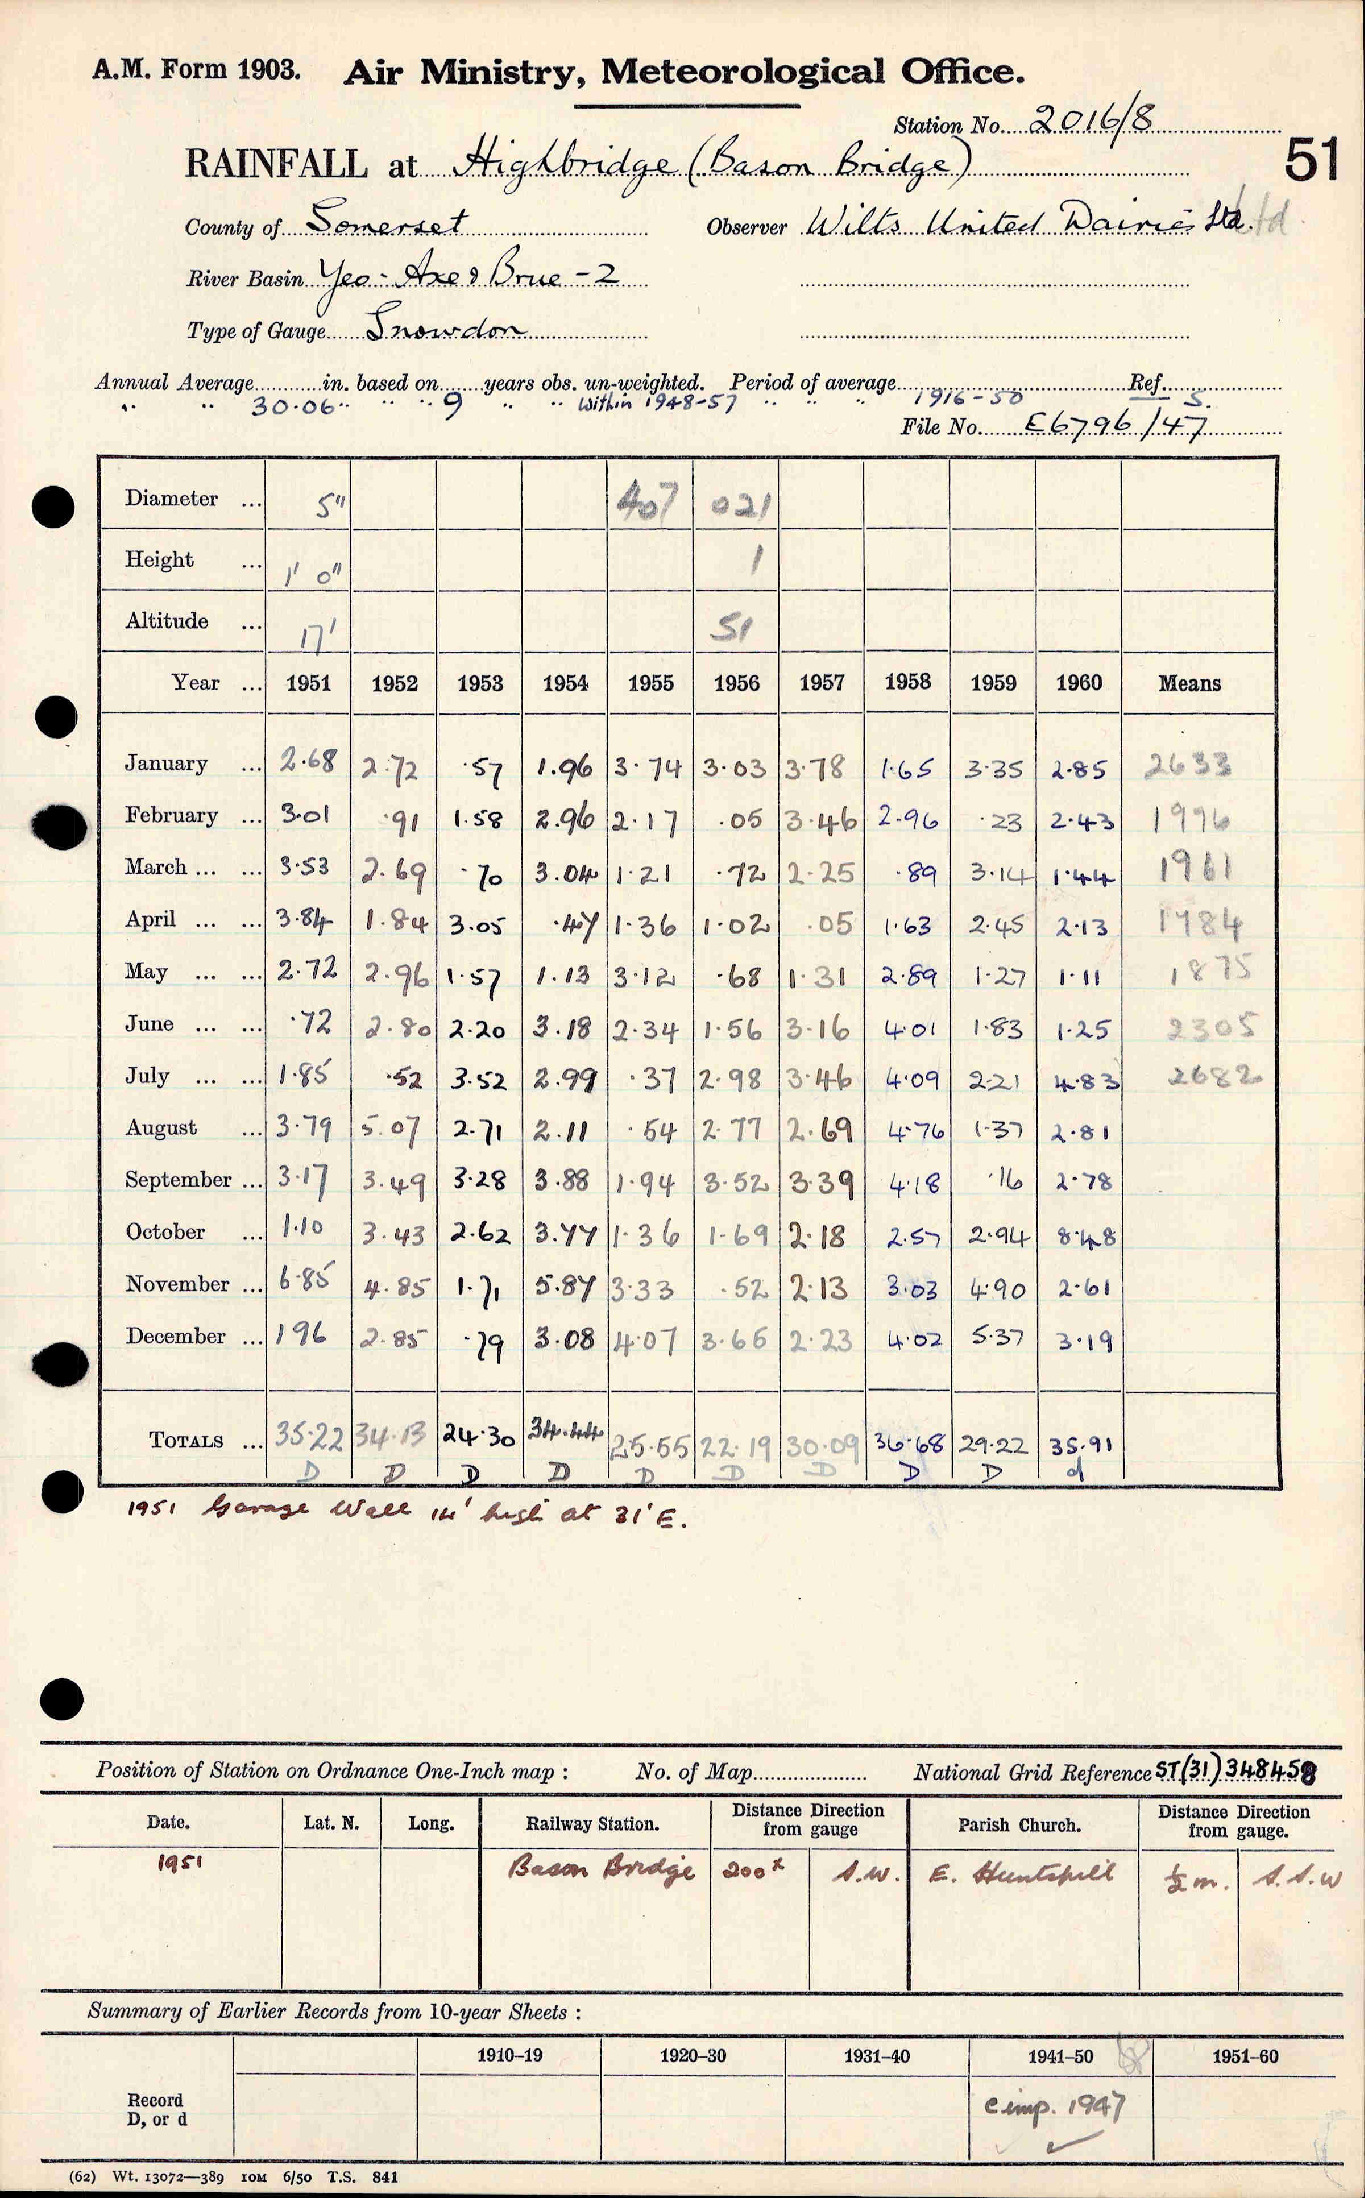 A.M. Form 1903. Air Ministry, Meteorological Office.
Station No. 2016/8
RAINFALL at Highbridge (Bason Bridge)
51
County of Somerset Observer Wilts United Dairies Ltd. Ltd.
River Basin Yeo - Axe & Brue - 2
Type of Gauge Snowdon
Annual Average in. based on years obs. un-weighted. Period of average Ref.
" " 30.06 " " " 9 " " Within 1948-57 " " " 1916-50 S.
File No. E6796/47
Diameter ... 5" 407 021
Height ... 1' 0" 1
Altitude ... 17' 51
Year ... 1951 1952 1953 1954 1955 1956 1957 1958 1959 1960 Means
January ... 2.68 2.72 .57 1.96 3.74 3.03 3.78 1.65 3.35 2.85 2633
February ... 3.01 .91 1.58 2.96 2.17 .05 3.46 2.96 .23 2.43 1976
March ... ... 3.53 2.69 .70 3.04 1.21 .72 2.25 .89 3.14 1.44 1961
April ... ... 3.84 1.84 3.05 .47 1.36 1.02 .05 1.63 2.45 2.13 1784
May ... ... 2.72 2.96 1.57 1.13 3.12 .68 1.31 2.89 1.27 1.11 1875
June ... ... .72 2.80 2.20 3.18 2.34 1.56 3.16 4.01 1.83 1.25 2305
July ... ... 1.85 .52 3.52 2.99 .37 2.98 3.46 4.09 2.21 4.83 2682
August ... 3.79 5.07 2.71 2.11 .54 2.77 2.69 4.76 1.37 2.81
September ... 3.17 3.49 3.28 3.88 1.94 3.52 3.39 4.18 .16 2.78
October ... 1.10 3.43 2.62 3.77 1.36 1.69 2.18 2.57 2.94 8.48
November ... 6.85 4.85 1.71 5.87 3.33 .52 2.13 3.03 4.90 2.61
December ... 1 96 2.85 .79 3.08 4.07 3.65 2.23 4.02 5.37 3.19
TOTALS ... 35.22 34.13 24.30 34.44 25.55 22.19 30.09 36.68 29.22 35.91
D D D D D D D D D d
1951 Garage Wall 14' high at 31' E.
Position of Station on Ordnance One-Inch map : No. of Map National Grid Reference ST(31)348458
Date. Lat. N. Long. Railway Station. Distance Direction from gauge Parish Church. Distance Direction from gauge.
1951 Bason Bridge 200x S.W. E. Huntspill ½ m. S.S.W
Summary of Earlier Records from 10-year Sheets :
1910–19 1920–30 1931–40 1941–50 1951–60
Record D, or d c imp. 1947 ✓
(62) Wt. 13072—389 10M 6/50 T.S. 841